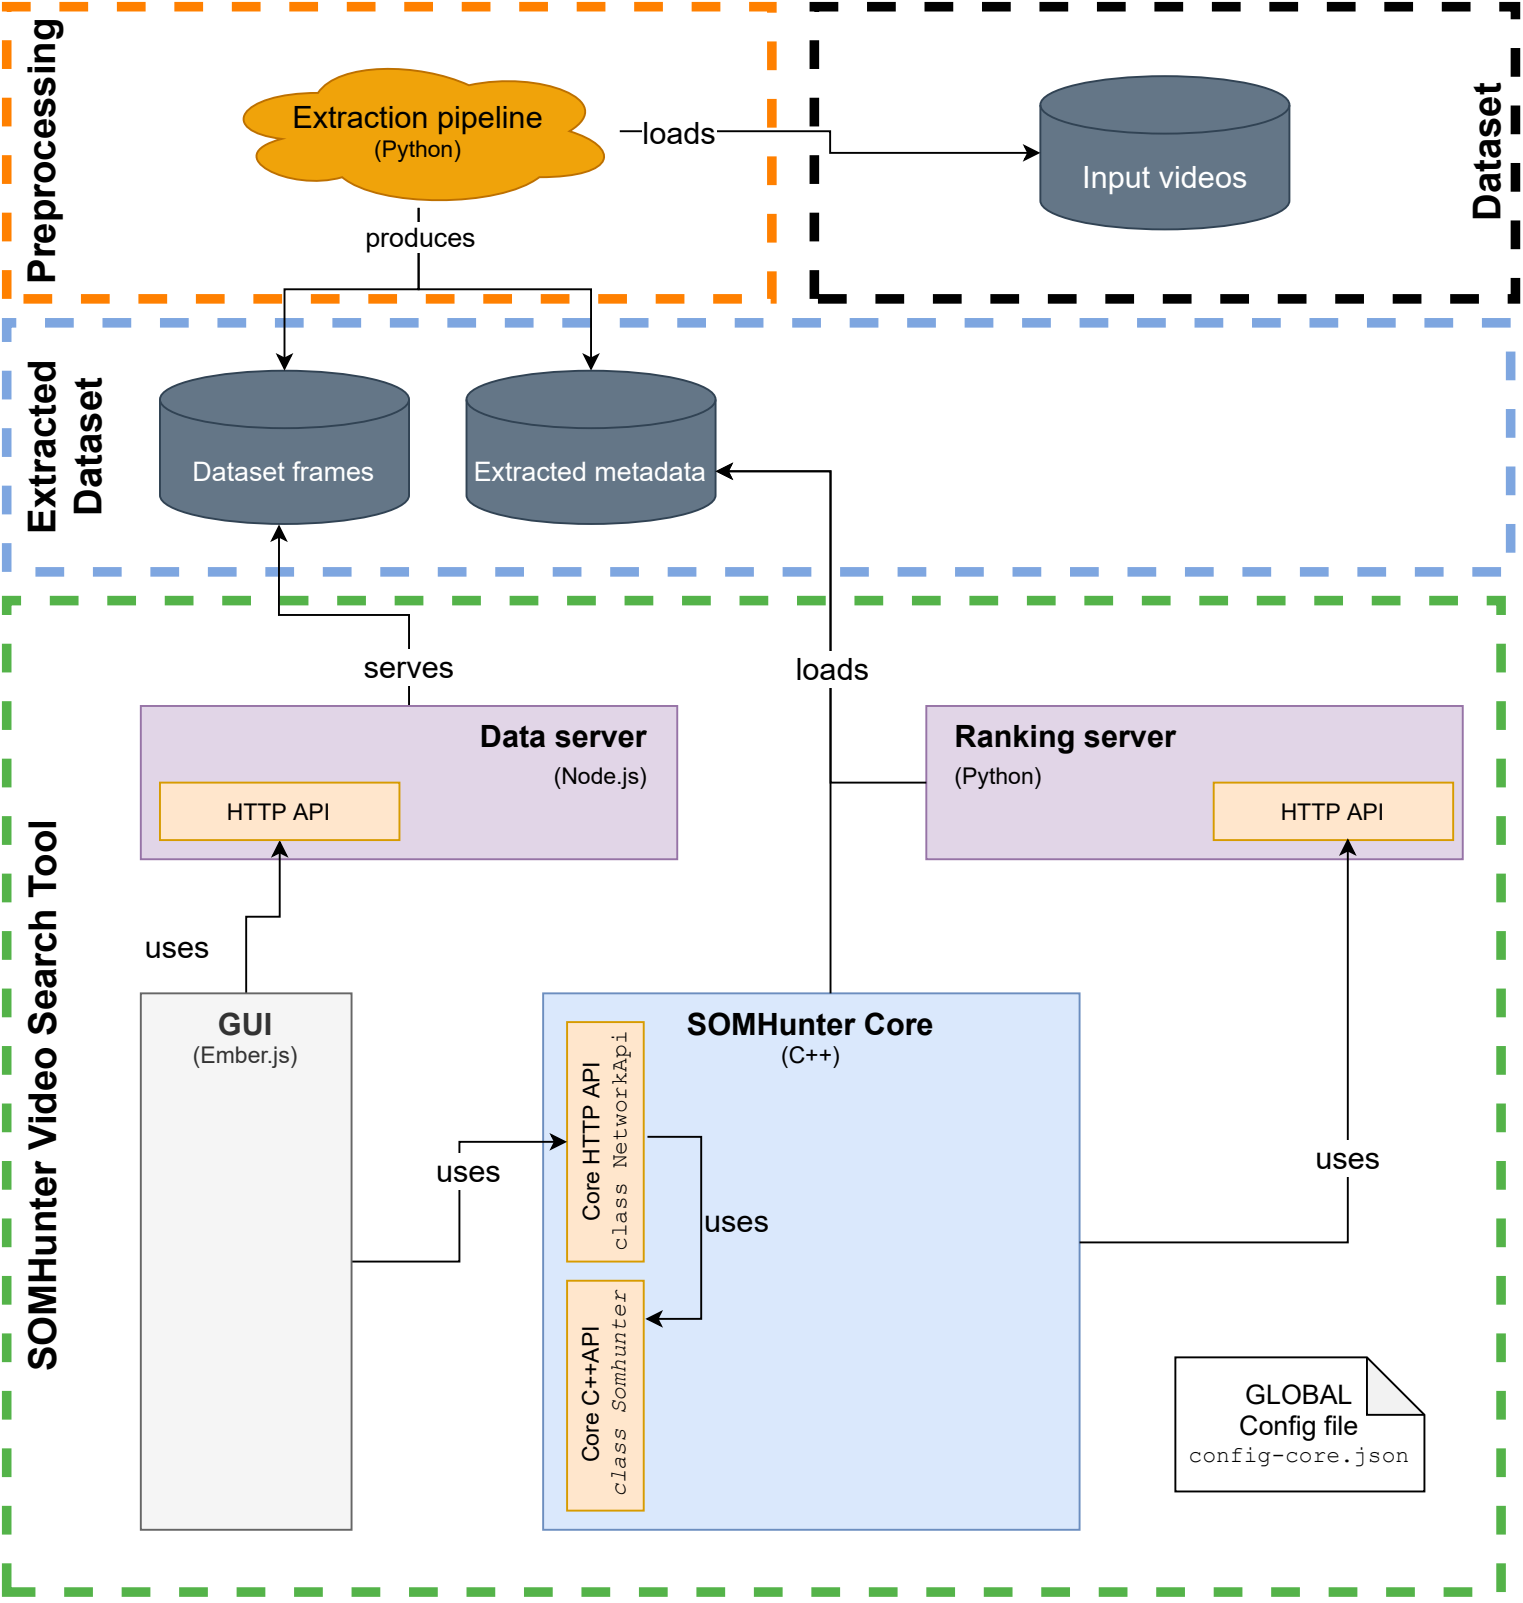 Preprocessing
Extraction pipeline
(Python)
loads
Input videos
Dataset
produces
Extracted
Dataset
Dataset frames
Extracted metadata
serves
loads
SOMHunter Video Search Tool
Data server
(Node.js)
HTTP API
Ranking server
(Python)
HTTP API
uses
GUI
(Ember.js)
SOMHunter Core
(C++)
Core HTTP API
class NetworkApi
uses
uses
uses
Core C++API
class Somhunter
GLOBAL
Config file
config-core.json